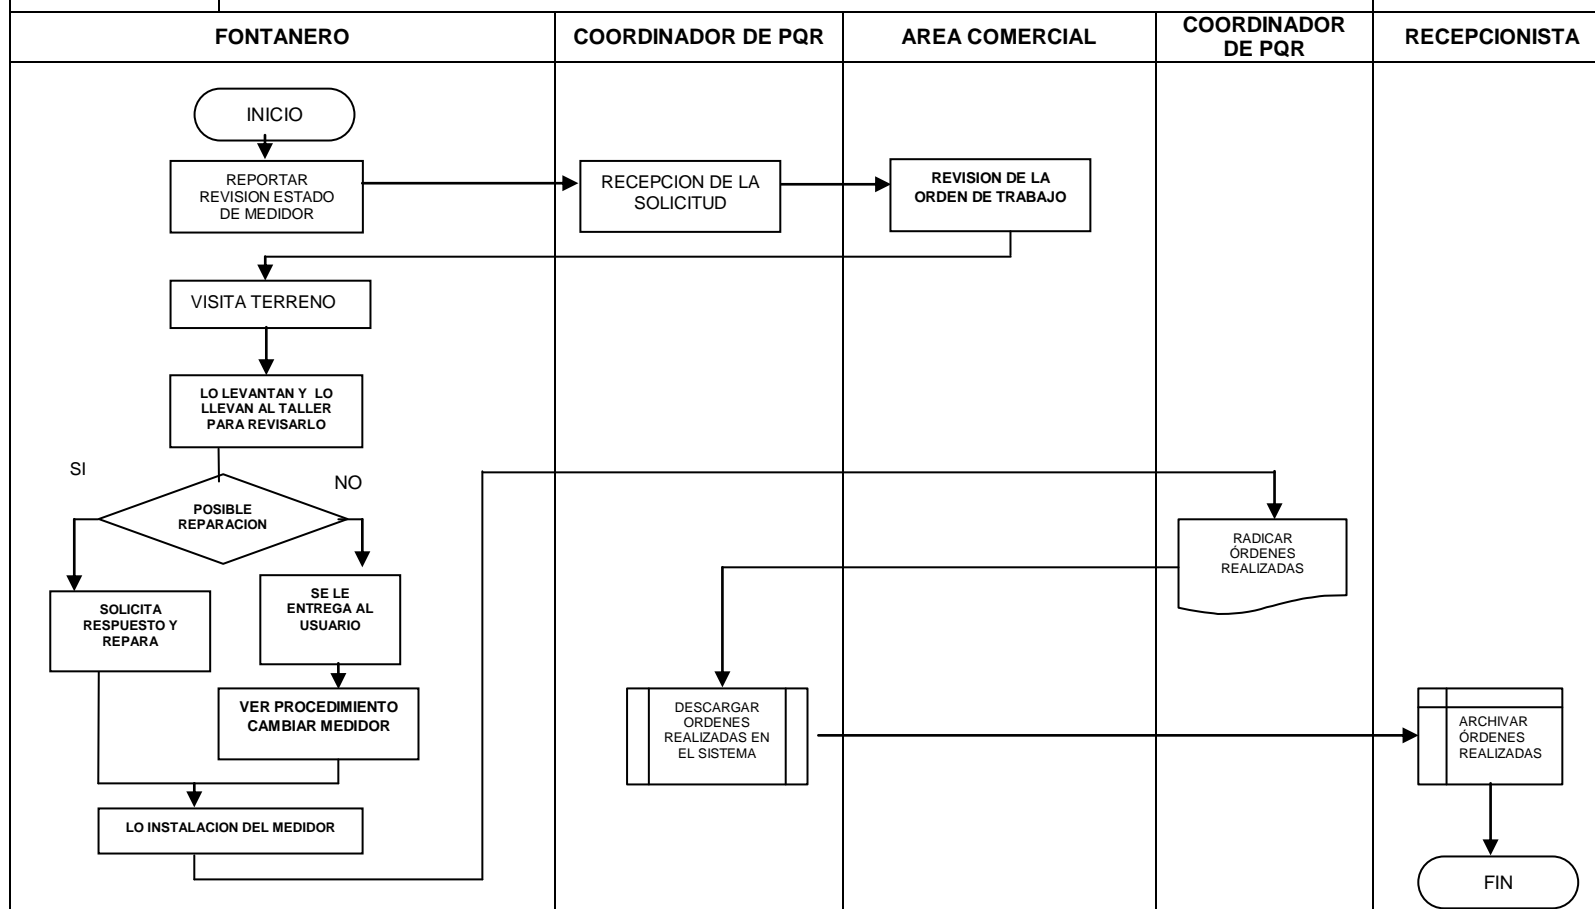 FONTANERO
COORDINADOR DE PQR
AREA COMERCIAL
COORDINADOR
DE PQR
RECEPCIONISTA
INICIO
REPORTAR
REVISION ESTADO
DE MEDIDOR
RECEPCION DE LA
SOLICITUD
REVISION DE LA
ORDEN DE TRABAJO
VISITA TERRENO
LO LEVANTAN Y LO
LLEVAN AL TALLER
PARA REVISARLO
SI
NO
POSIBLE
REPARACION
RADICAR
ÓRDENES
REALIZADAS
SOLICITA
RESPUESTO Y
REPARA
SE LE
ENTREGA AL
USUARIO
VER PROCEDIMIENTO
CAMBIAR MEDIDOR
DESCARGAR
ORDENES
REALIZADAS EN
EL SISTEMA
ARCHIVAR
ÓRDENES
REALIZADAS
LO INSTALACION DEL MEDIDOR
FIN